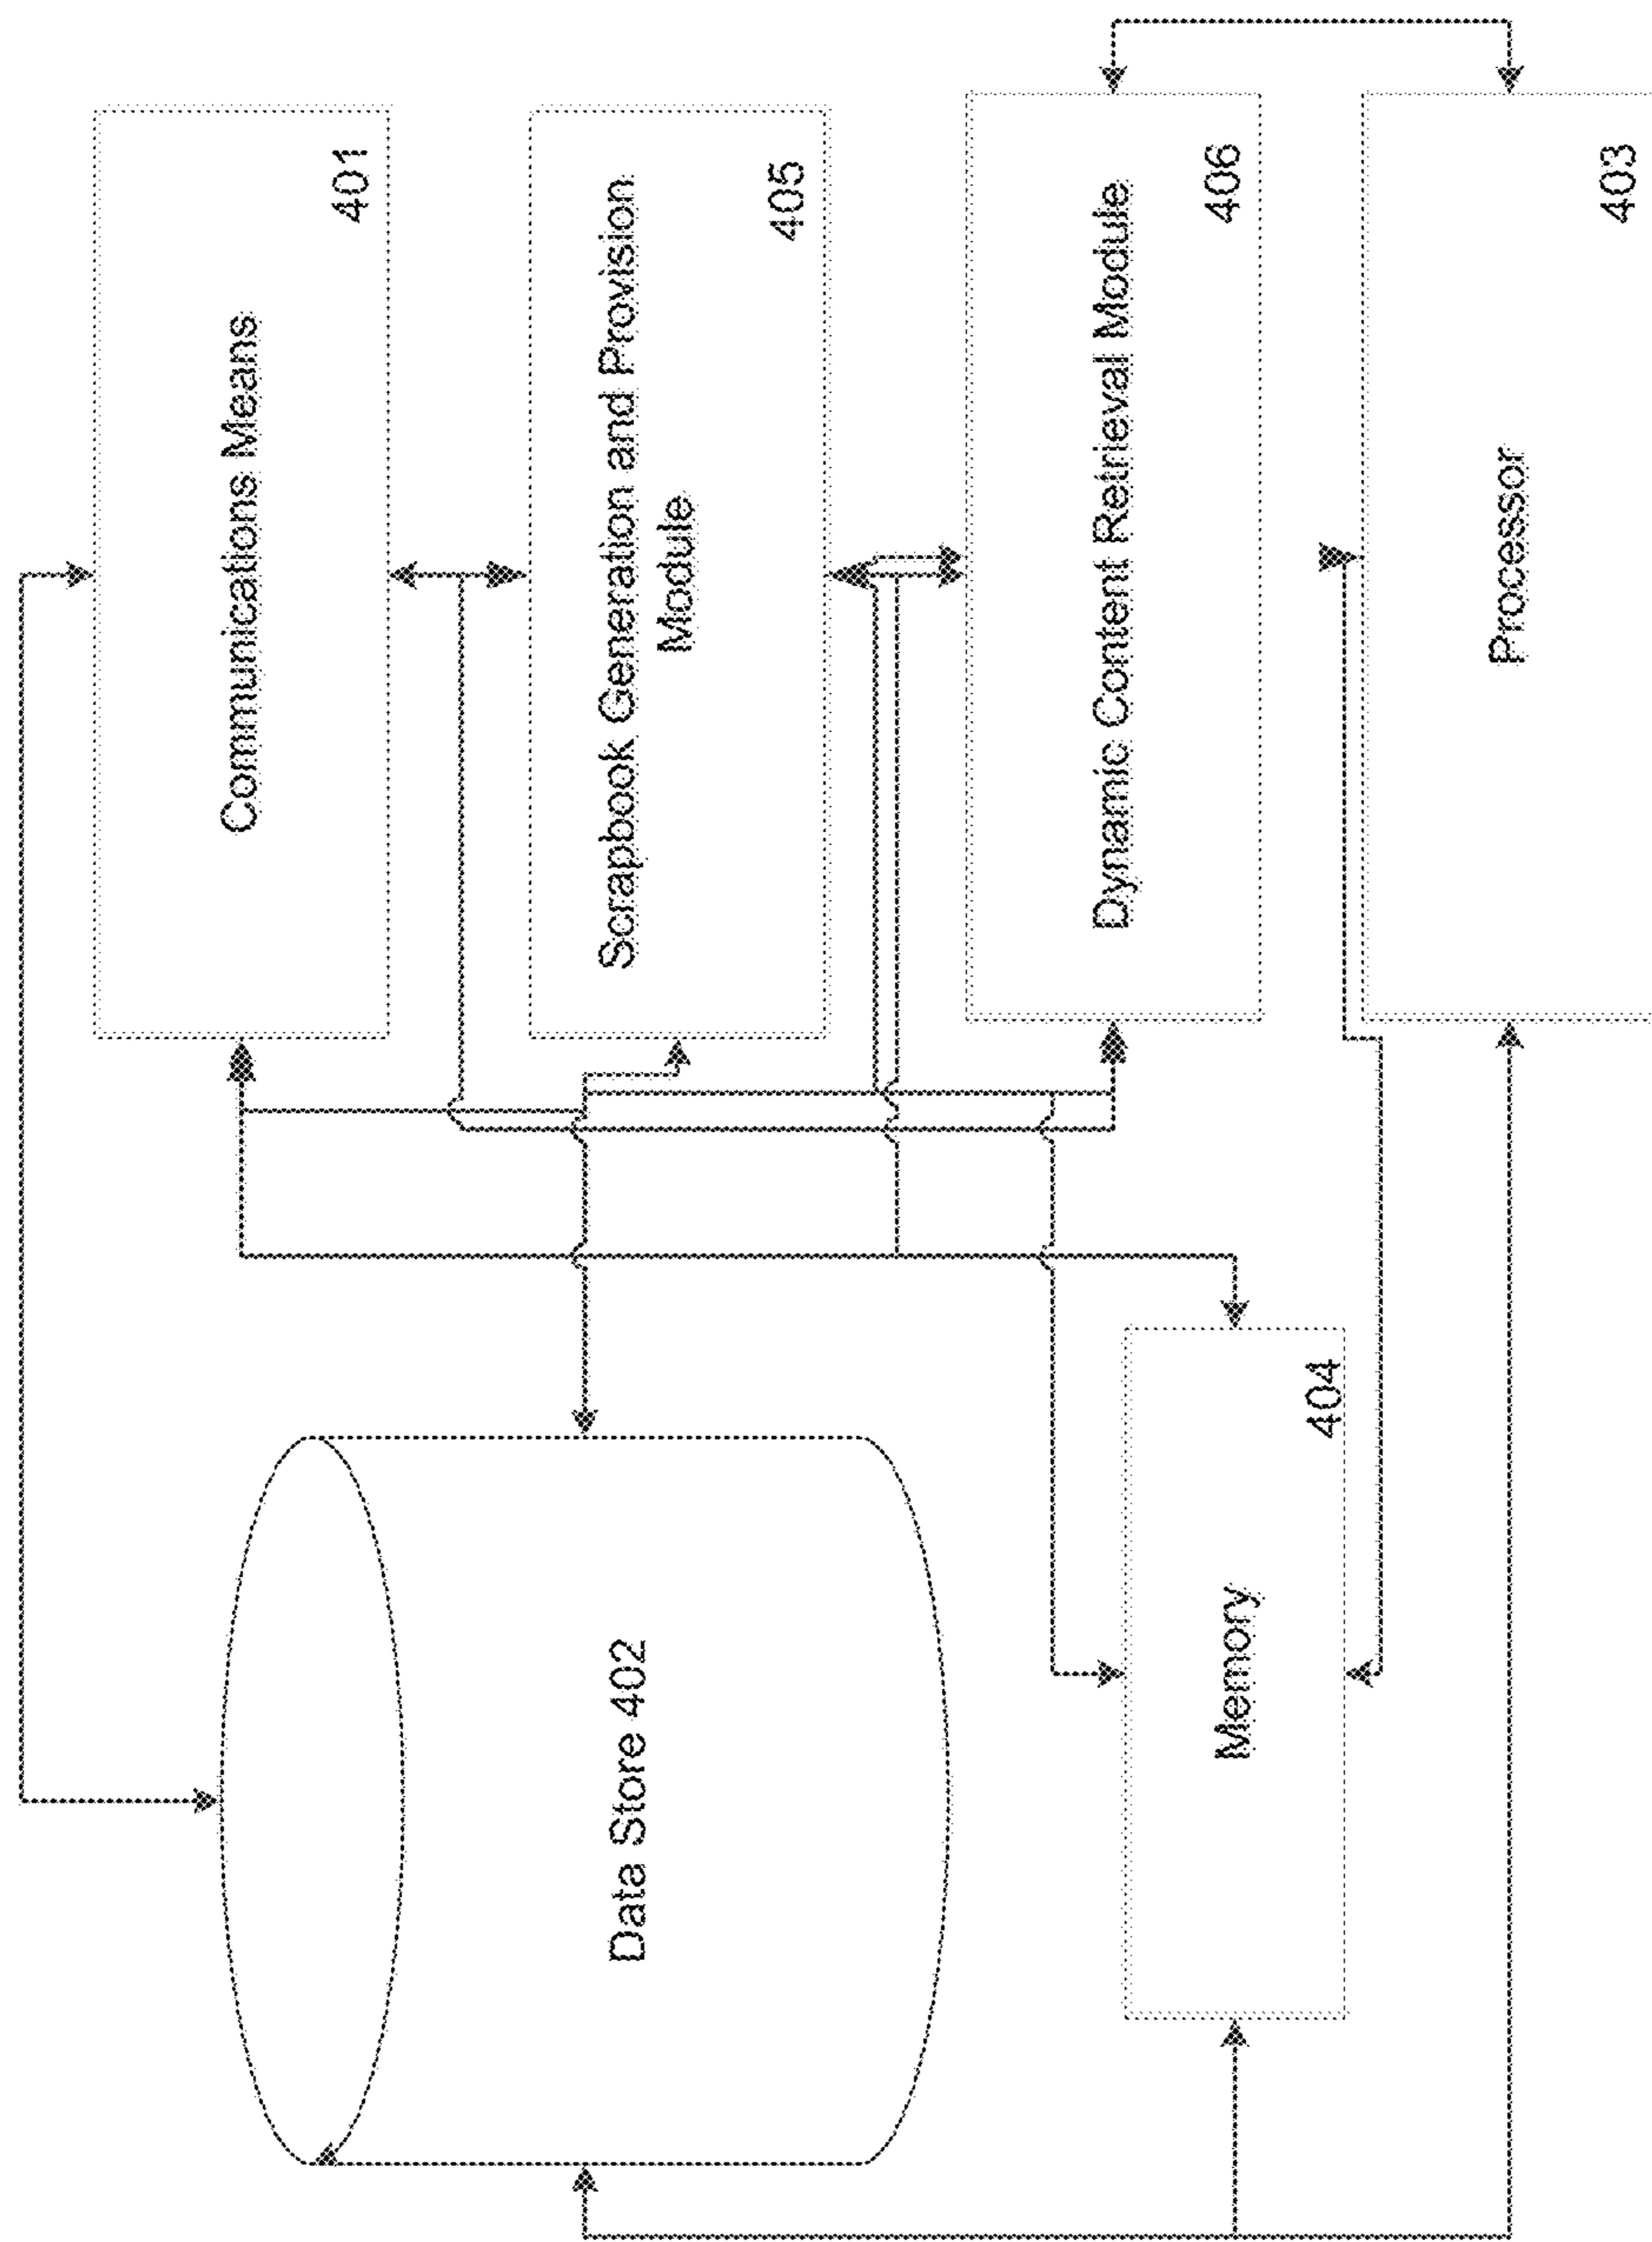 Communications Means
401
Scrapbook Generation and Provision
Module
405
Dynamic Content Retrieval Module
406
Processor
403
Data Store 402
Memory
404